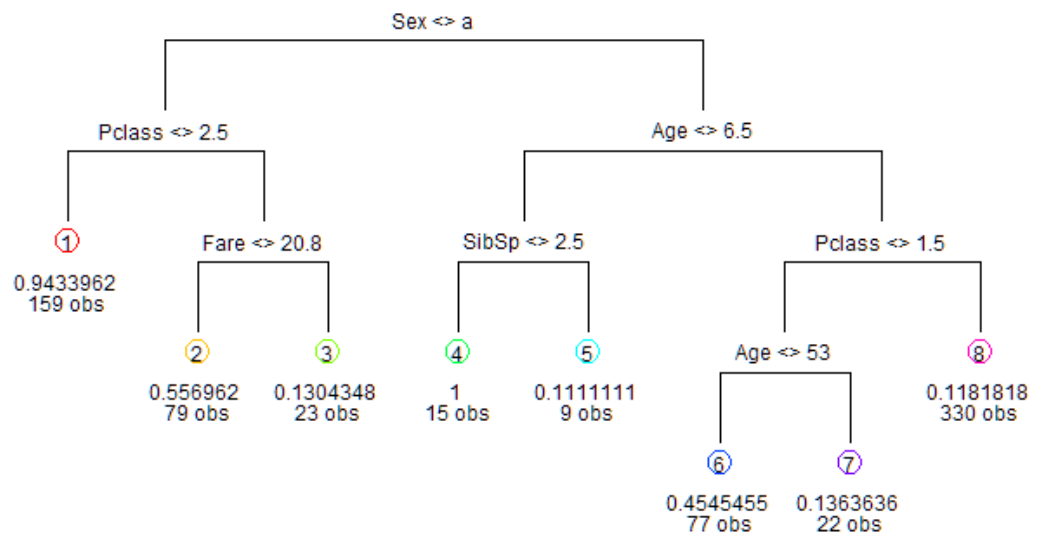 Sex <> a
Pclass <> 2.5
Age <> 6.5
1
Fare <> 20.8
SibSp <> 2.5
Pclass <> 1.5
0.9433962
159 obs
2
3
4
5
Age <> 53
8
0.556962
79 obs
0.1304348
23 obs
1
15 obs
0.1111111
9 obs
0.1181818
330 obs
6
7
0.4545455
77 obs
0.1363636
22 obs